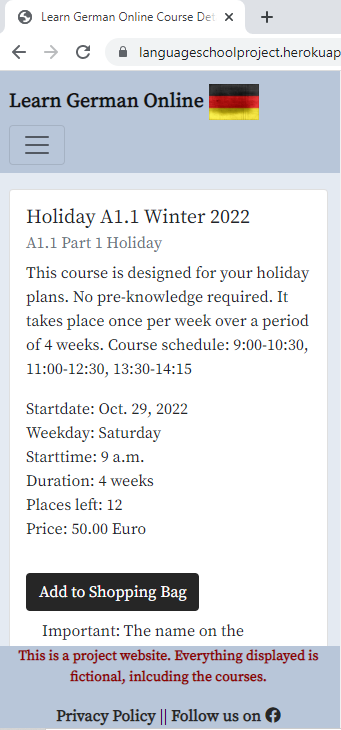 Learn German Online Course Det
languageschoolproject.herokuap
Learn German Online
Holiday A1.1 Winter 2022
A1.1 Part 1 Holiday
This course is designed for your holiday
plans. No pre-knowledge required. It
takes place once per week over a period
of 4 weeks. Course schedule: 9:00-10:30,
11:00-12:30, 13:30-14:15
Startdate: Oct. 29, 2022
Weekday: Saturday
Starttime: 9 a.m.
Duration: 4 weeks
Places left: 12
Price: 50.00 Euro
Add to Shopping Bag
Important: The name on the
This is a project website. Everything displayed is
fictional, inlcuding the courses.
Privacy Policy || Follow us on